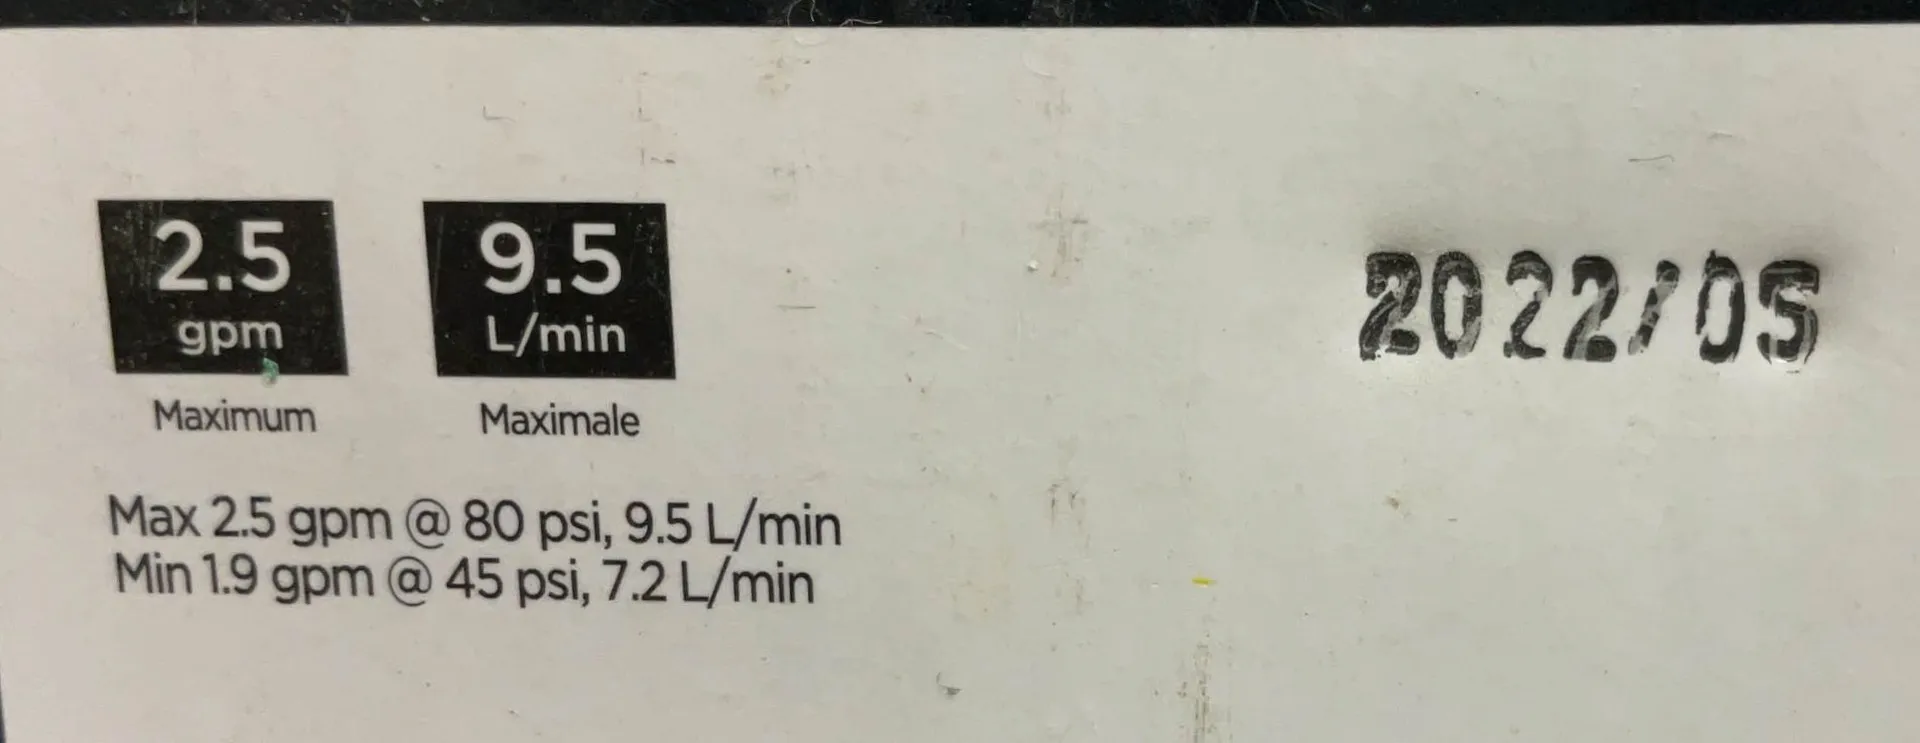 2.5
gpm
Maximum
9.5
L/min
Maximale
2022/05
Max 2.5 gpm @ 80 psi, 9.5 L/min
Min 1.9 gpm @ 45 psi, 7.2 L/min